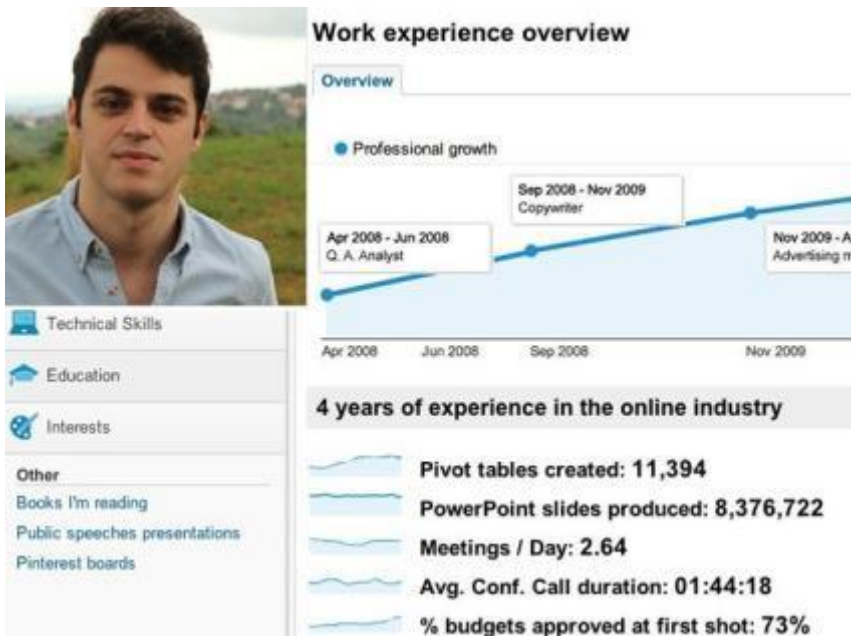 Work experience overview
Overview
Professional growth
Sep 2008 - Nov 2009
Copywriter
Apr 2008 - Jun 2008
Q. A. Analyst
Nov 2009 - A
Advertising m
Apr 2008 Jun 2008 Sep 2008 Nov 2009
Technical Skills
Education
Interests
Other
Books I'm reading
Public speeches presentations
Pinterest boards
4 years of experience in the online industry
Pivot tables created: 11,394
PowerPoint slides produced: 8,376,722
Meetings / Day: 2.64
Avg. Conf. Call duration: 01:44:18
% budgets approved at first shot: 73%